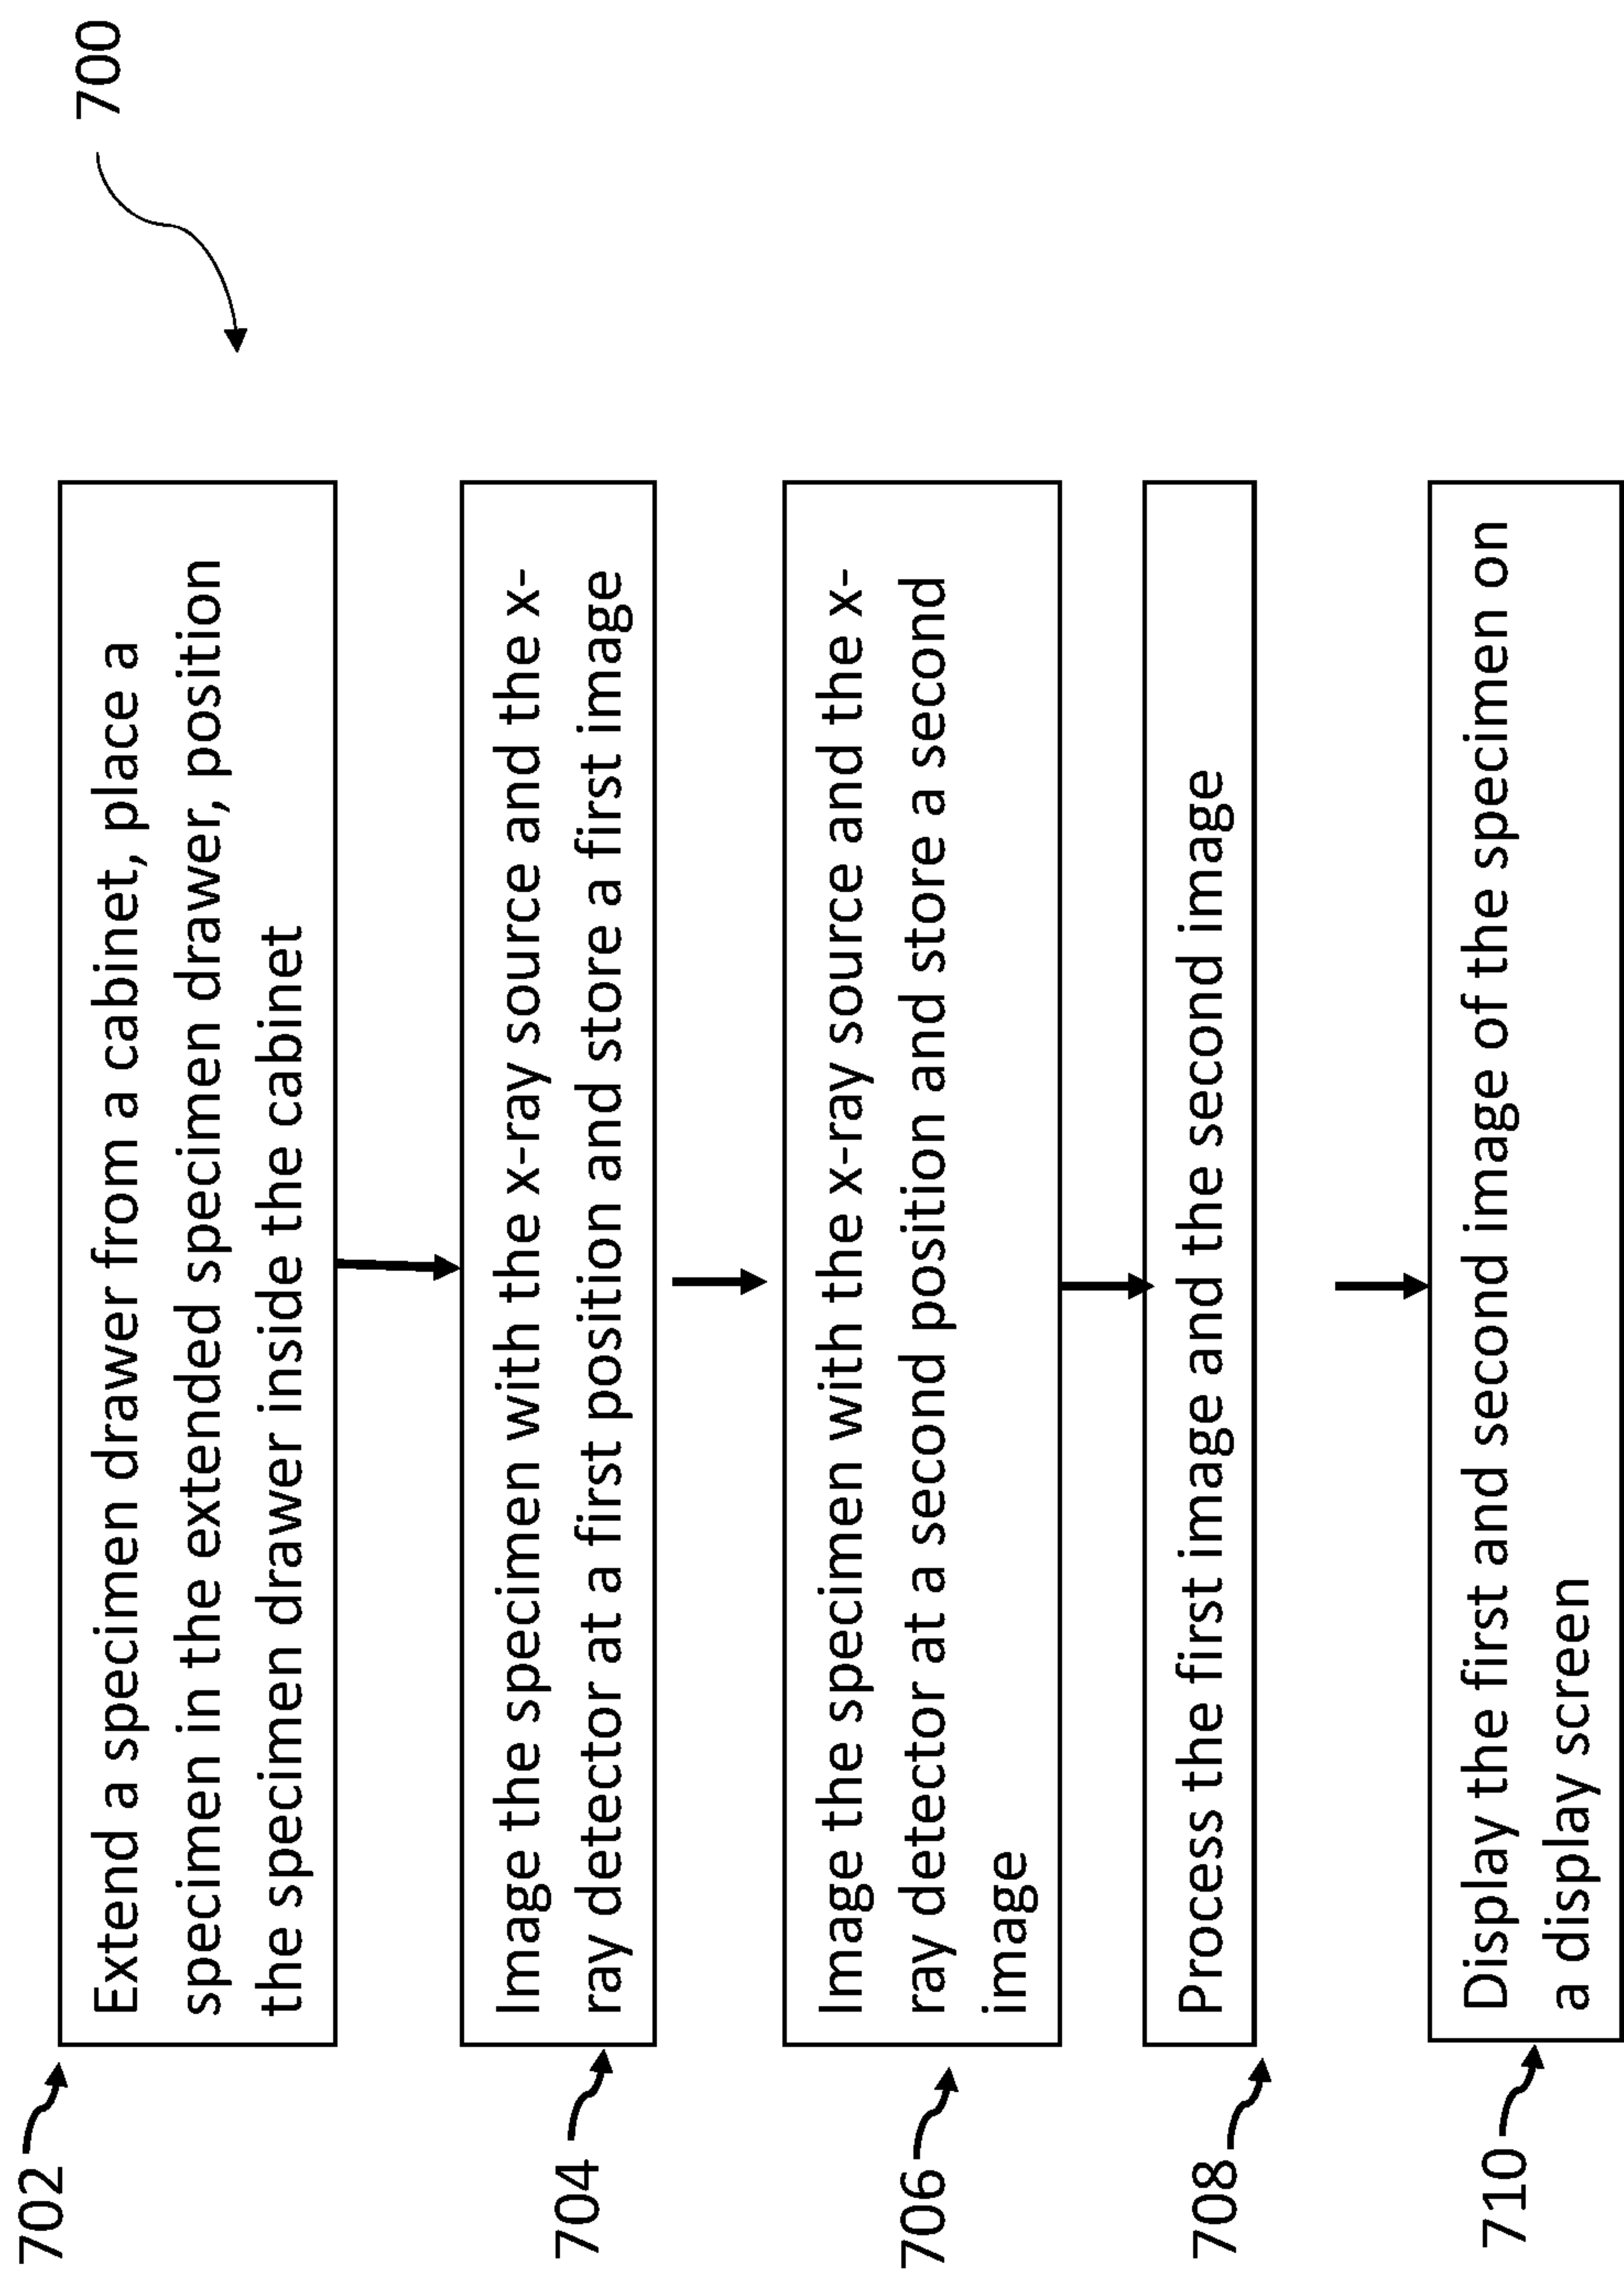 700
702
Extend a specimen drawer from a cabinet, place a
specimen in the extended specimen drawer, position
the specimen drawer inside the cabinet
704
Image the specimen with the x-ray source and the x-
ray detector at a first position and store a first image
706
Image the specimen with the x-ray source and the x-
ray detector at a second position and store a second
image
708
Process the first image and the second image
710
Display the first and second image of the specimen on
a display screen